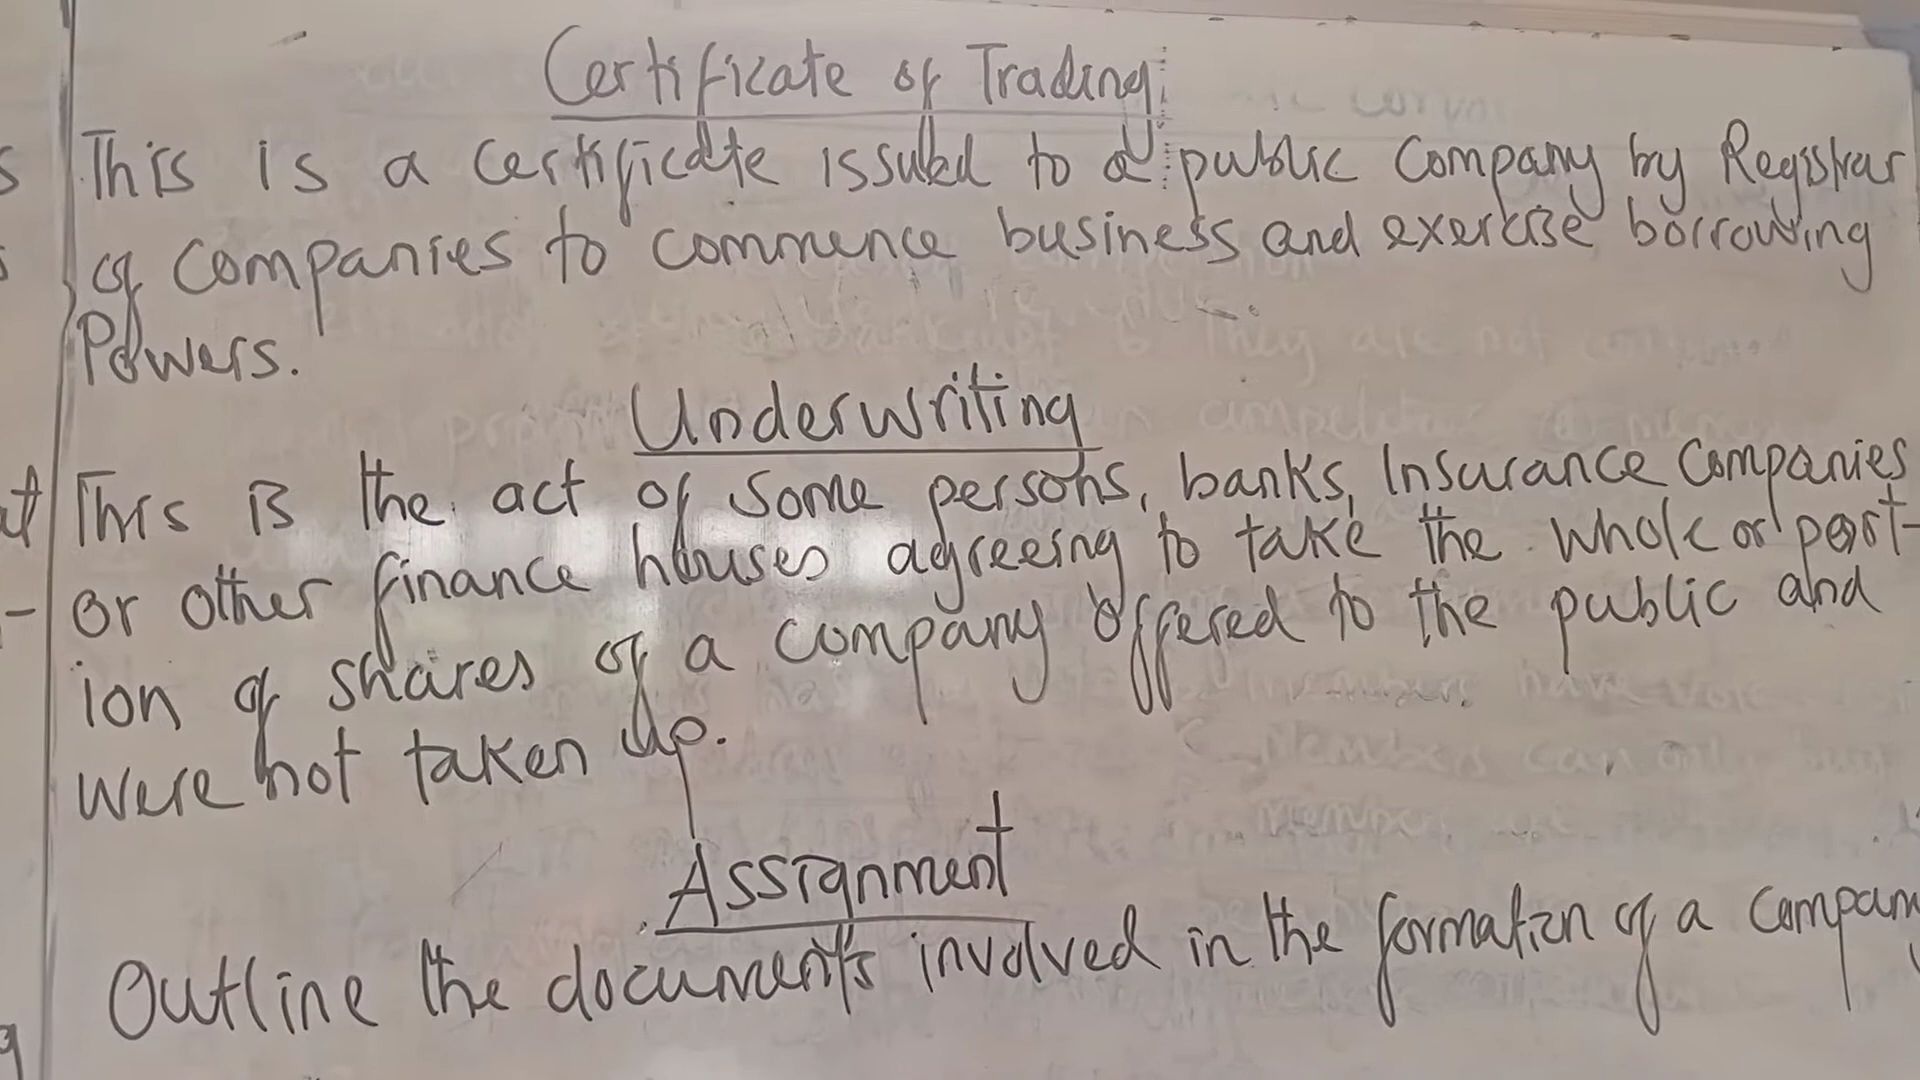 Certificate of Trading
This is a certificate issued to a public company by Registrar
of companies to commence business and exercise borrowing
Powers.
Underwriting
This is the act of some persons, banks, Insurance Companies
or other finance houses agreeing to take the whole or port-
ion of shares of a company offered to the public and
were not taken up.
Assignment
Outline the documents involved in the formation of a company